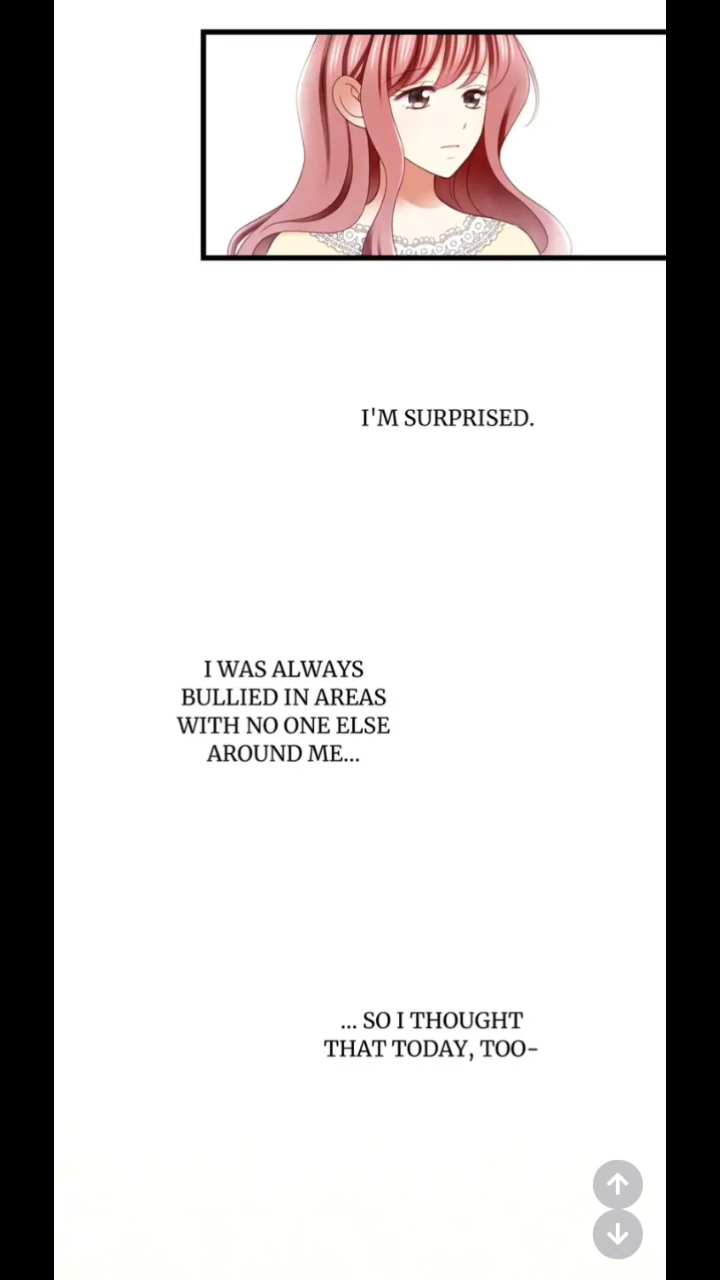 I'M SURPRISED.
I WAS ALWAYS
BULLIED IN AREAS
WITH NO ONE ELSE
AROUND ME...
... SO I THOUGHT
THAT TODAY, TOO-